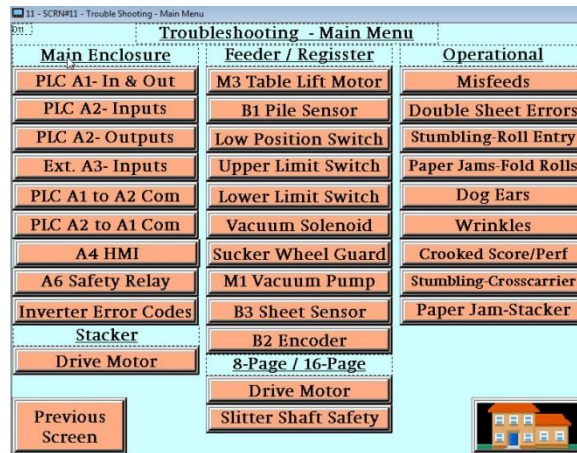 11 - SCRN#11 - Trouble Shooting - Main Menu
011
Troubleshooting - Main Menu
Main Enclosure
PLC A1- In & Out
PLC A2- Inputs
PLC A2- Outputs
Ext. A3- Inputs
PLC A1 to A2 Com
PLC A2 to A1 Com
A4 HMI
A6 Safety Relay
Inverter Error Codes
Stacker
Drive Motor
Previous
Screen
Feeder / Regisster
M3 Table Lift Motor
B1 Pile Sensor
Low Position Switch
Upper Limit Switch
Lower Limit Switch
Vacuum Solenoid
Sucker Wheel Guard
M1 Vacuum Pump
B3 Sheet Sensor
B2 Encoder
8-Page / 16-Page
Drive Motor
Slitter Shaft Safety
Operational
Misfeeds
Double Sheet Errors
Stumbling-Roll Entry
Paper Jams-Fold Rolls
Dog Ears
Wrinkles
Crooked Score/Perf
Stumbling-Crosscarrier
Paper Jam-Stacker